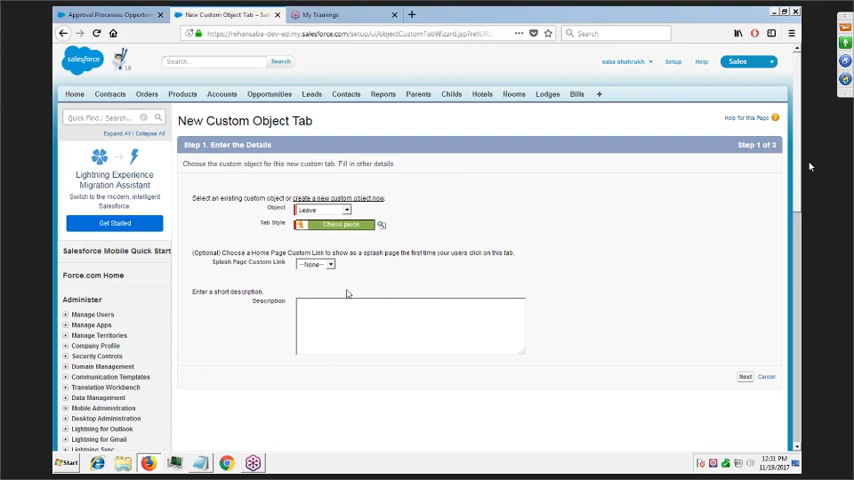 Approval Processes: Opportun
New Custom Object Tab ~ Sale
My Trainings
https://rehansaba-dev-ed.my.salesforce.com/setup/ui/objectCustomTabWizard.jsp?retURL
Search
salesforce
18
Search...
Search
saba shahrukh
Setup
Help
Sales
Home
Contracts
Orders
Products
Accounts
Opportunities
Leads
Contacts
Reports
Parents
Childs
Hotels
Rooms
Lodges
Bills
+
Quick Find / Search...
Expand All | Collapse All
Lightning Experience
Migration Assistant
Switch to the modern, intelligent
Salesforce.
Get Started
Salesforce Mobile Quick Start
Force.com Home
Administer
Manage Users
Manage Apps
Manage Territories
Company Profile
Security Controls
Domain Management
Communication Templates
Translation Workbench
Data Management
Mobile Administration
Desktop Administration
Lightning for Outlook
Lightning for Gmail
Lightning Sync
New Custom Object Tab
Help for this Page
Step 1. Enter the Details
Step 1 of 3
Choose the custom object for this new custom tab. Fill in other details.
Select an existing custom object or create a new custom object now.
Object
Leave
Tab Style
Chess piece
(Optional) Choose a Home Page Custom Link to show as a splash page the first time your users click on this tab.
Splash Page Custom Link
--None--
Enter a short description.
Description
Next
Cancel
Start
12:31 PM
11/19/2017